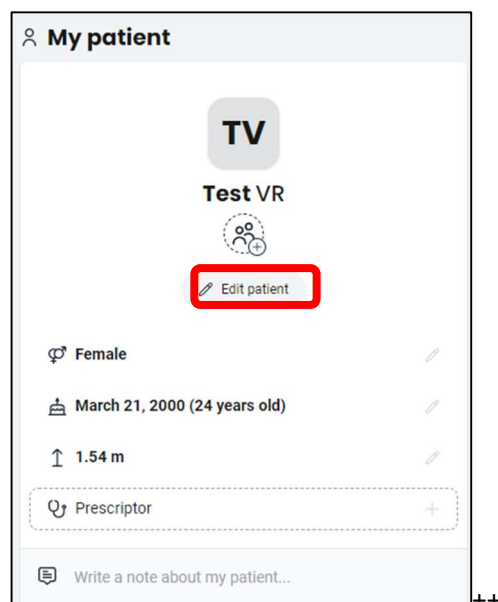 My patient
TV
Test VR
Edit patient
Female
March 21, 2000 (24 years old)
1.54 m
Prescriptor
Write a note about my patient...
++